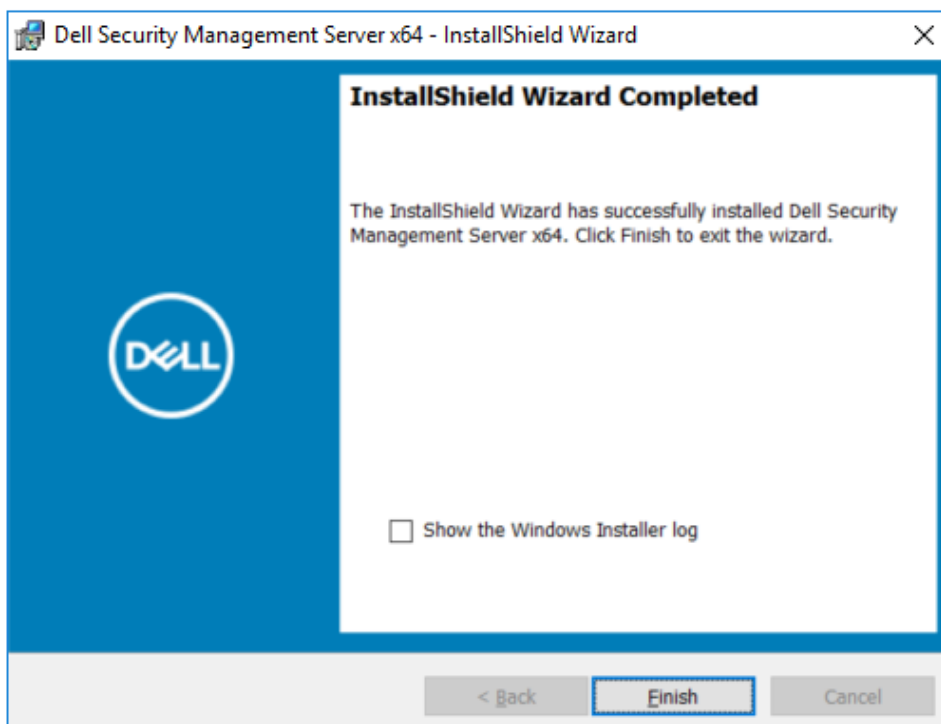 Dell Security Management Server x64 - InstallShield Wizard
InstallShield Wizard Completed
The InstallShield Wizard has successfully installed Dell Security
Management Server x64. Click Finish to exit the wizard.
DELL
Show the Windows Installer log
< Back
Finish
Cancel